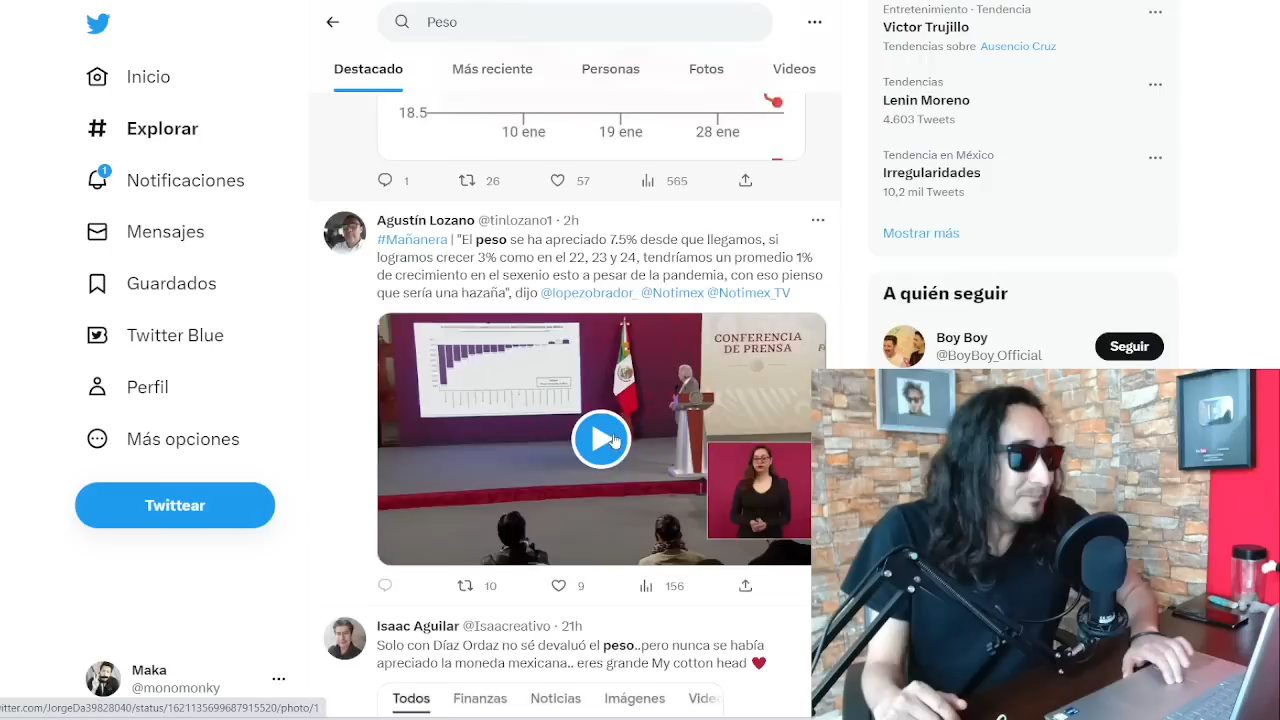 Inicio
Explorar
1
Notificaciones
Mensajes
Guardados
Twitter Blue
Perfil
Más opciones
Twittear
Maka
@monomonky
witter.com/JorgeDa39828040/status/1621135699687915520/photo/1
Peso
Destacado
Más reciente
Personas
Fotos
Videos
18.5
10 ene
19 ene
28 ene
1
26
57
565
Agustín Lozano @tinlozano1 · 2h
#Mañanera | "El peso se ha apreciado 7.5% desde que llegamos, si
logramos crecer 3% como en el 22, 23 y 24, tendríamos un promedio 1%
de crecimiento en el sexenio esto a pesar de la pandemia, con eso pienso
que sería una hazaña", dijo @lopezobrador_ @Notimex @Notimex_TV
CONFERENCIA
DE PRENSA
10
9
156
Isaac Aguilar @Isaacreativo · 21h
Solo con Díaz Ordaz no sé devaluó el peso..pero nunca se había
apreciado la moneda mexicana.. eres grande My cotton head
Todos
Finanzas
Noticias
Imágenes
Entretenimiento · Tendencia
Victor Trujillo
Tendencias sobre Ausencio Cruz
Tendencias
Lenin Moreno
4.603 Tweets
Tendencia en México
Irregularidades
10,2 mil Tweets
Mostrar más
A quién seguir
Boy Boy
@BoyBoy_Official
Seguir